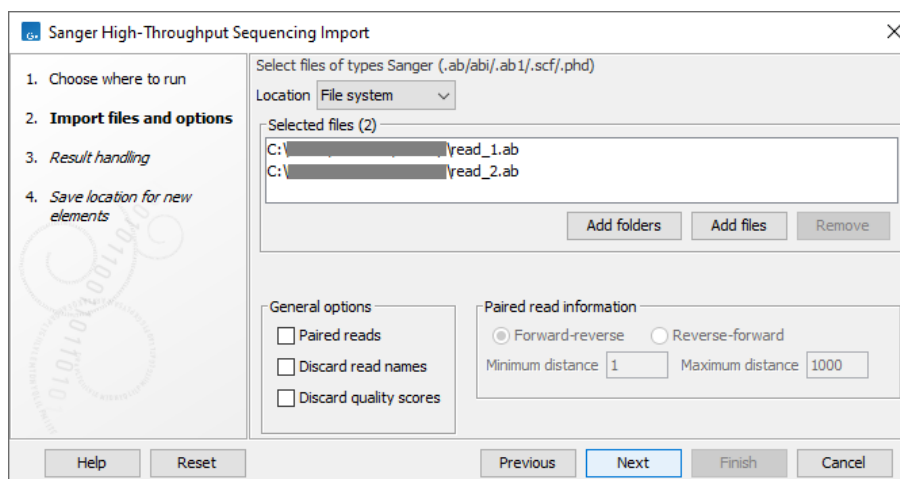 Sanger High-Throughput Sequencing Import
1. Choose where to run
2. Import files and options
3. Result handling
4. Save location for new
elements
Select files of types Sanger (.ab/abi/.ab1/.scf/.phd)
Location File system
Selected files (2)
C:\ \read_1.ab
C:\ \read_2.ab
Add folders Add files Remove
General options
Paired reads
Discard read names
Discard quality scores
Paired read information
Forward-reverse Reverse-forward
Minimum distance 1 Maximum distance 1000
Help Reset Previous Next Finish Cancel